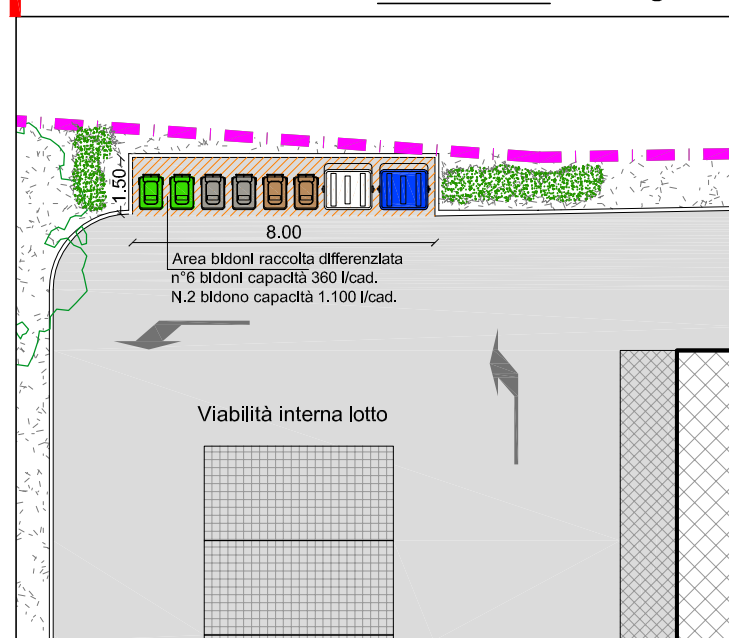 1.50
8.00
Area bidoni raccolta differenziata
n°6 bidoni capacità 360 l/cad.
N.2 bidono capacità 1.100 l/cad.
Viabilità interna lotto